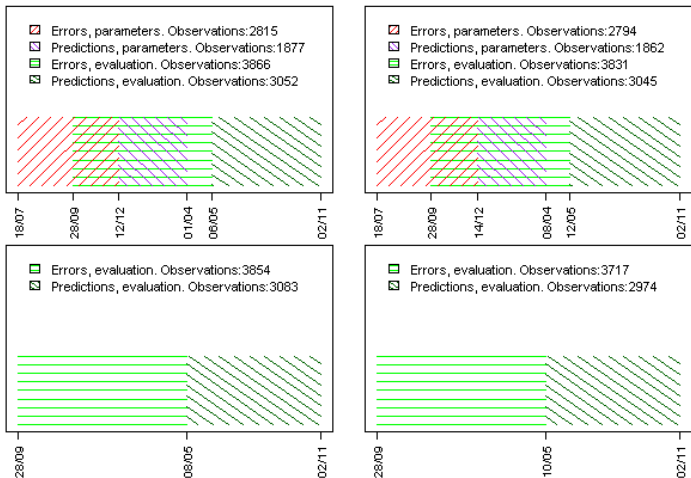 Errors, parameters. Observations:2815
Predictions, parameters. Observations:1877
Errors, evaluation. Observations:3866
Predictions, evaluation. Observations:3052
18/07
28/09
12/12
01/04
06/05
02/11
Errors, parameters. Observations:2794
Predictions, parameters. Observations:1862
Errors, evaluation. Observations:3831
Predictions, evaluation. Observations:3045
18/07
28/09
14/12
08/04
12/05
02/11
Errors, evaluation. Observations:3854
Predictions, evaluation. Observations:3083
28/09
08/05
02/11
Errors, evaluation. Observations:3717
Predictions, evaluation. Observations:2974
28/09
10/05
02/11